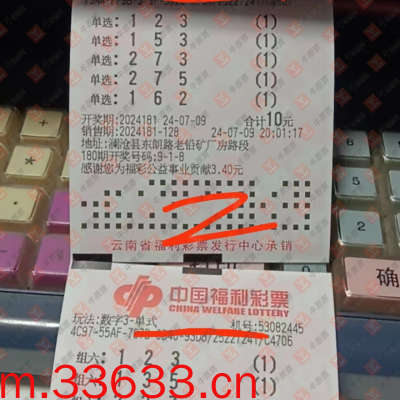 单选:1 2 3 (1)
单选:1 5 3 (1)
单选:2 7 3 (1)
单选:2 7 5 (1)
单选:1 6 2 (1)
开奖期:2024181 24-07-09 合计10元
销售期:2024181-128 24-07-09 20:01:17
地址:澜沧县东朗路老铅矿厂房路段
180期开奖号码:9-1-8
感谢您为福彩公益事业贡献3.40元
云南省福利彩票发行中心承销
中国福利彩票
CHINA WELFARE LOTTERY
玩法:数字3-单式 机号:53082445
组六:1 2 3 (1)
组六: 3 5 (1)
m.33633.cn
确